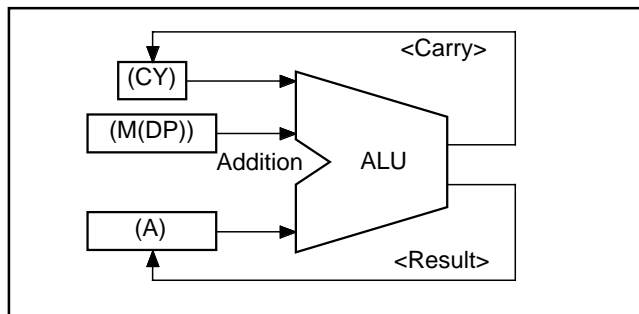 <Carry>
(CY)
(M(DP))
Addition
ALU
(A)
<Result>